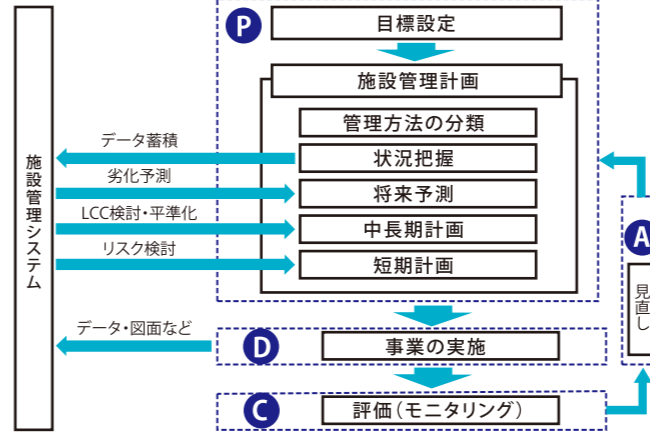 P
目標設定
施設管理計画
管理方法の分類
状況把握
将来予測
中長期計画
短期計画
施設管理システム
データ蓄積
劣化予測
LCC検討・平準化
リスク検討
データ・図面など
D
事業の実施
C
評価（モニタリング）
A
見直し